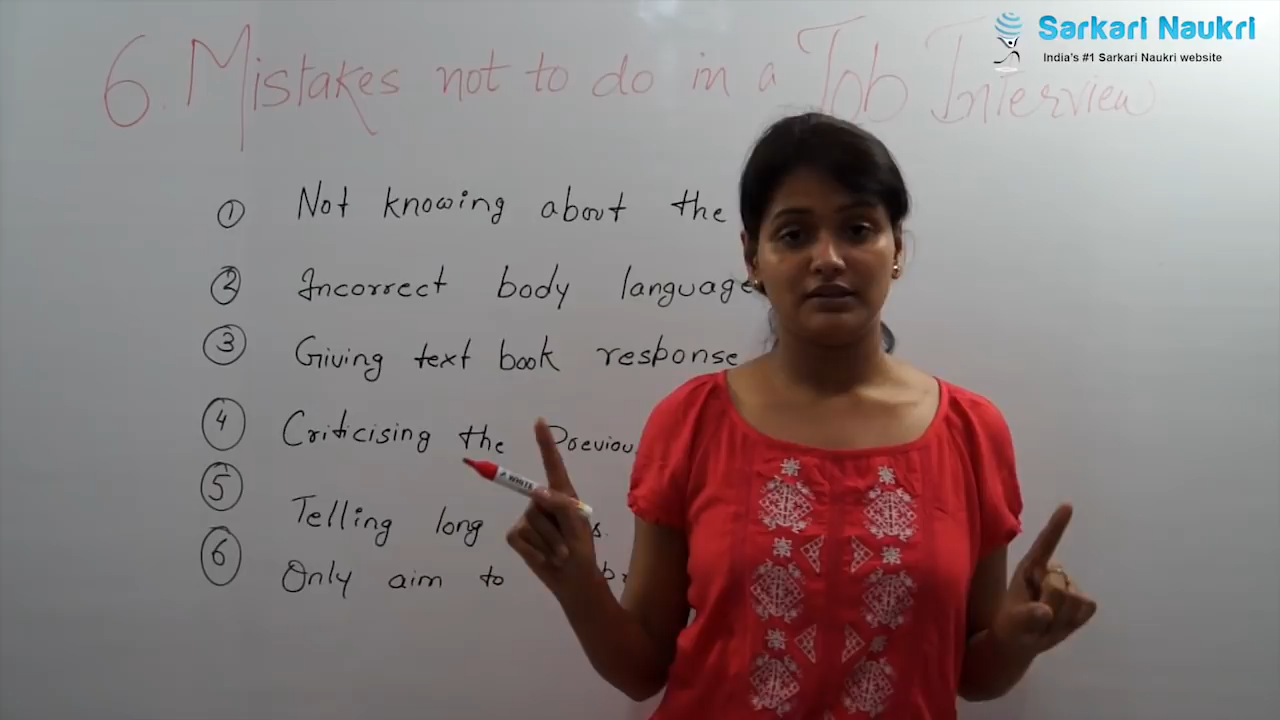 Sarkari Naukri
India's #1 Sarkari Naukri website
6. Mistakes not to do in a Job Interview
① Not knowing about the
② Incorrect body language
③ Giving text book response
④ Criticising the
⑤ Telling long
⑥ Only aim to